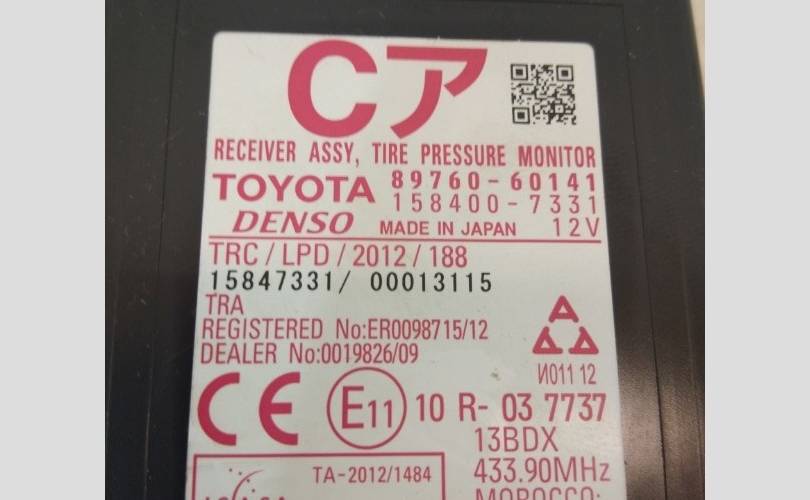 Cア
RECEIVER ASSY, TIRE PRESSURE MONITOR
TOYOTA 89760-60141
158400-7331
DENSO MADE IN JAPAN 12V
TRC/LPD/2012/188
15847331/ 00013115
TRA
REGISTERED No:ER0098715/12
DEALER No:0019826/09
И011 12
CE E11 10 R- 03 7737
13BDX
TA-2012/1484 433.90MHz
MOROCCO: